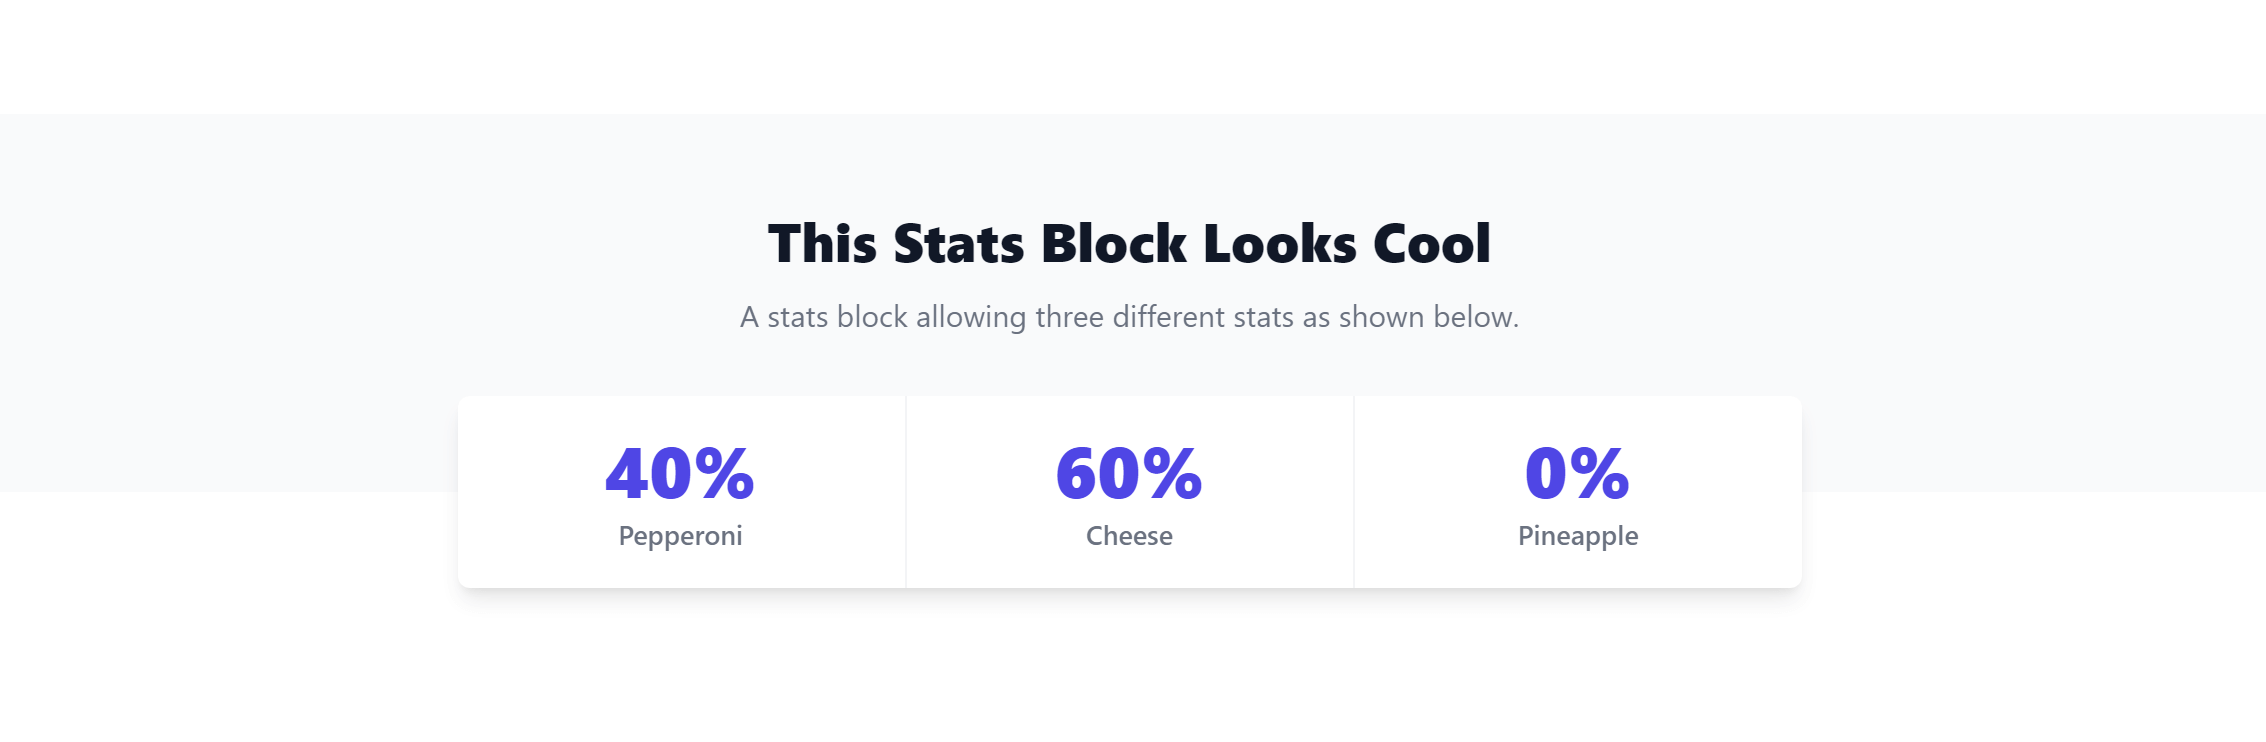 This Stats Block Looks Cool
A stats block allowing three different stats as shown below.
40%
Pepperoni
60%
Cheese
0%
Pineapple